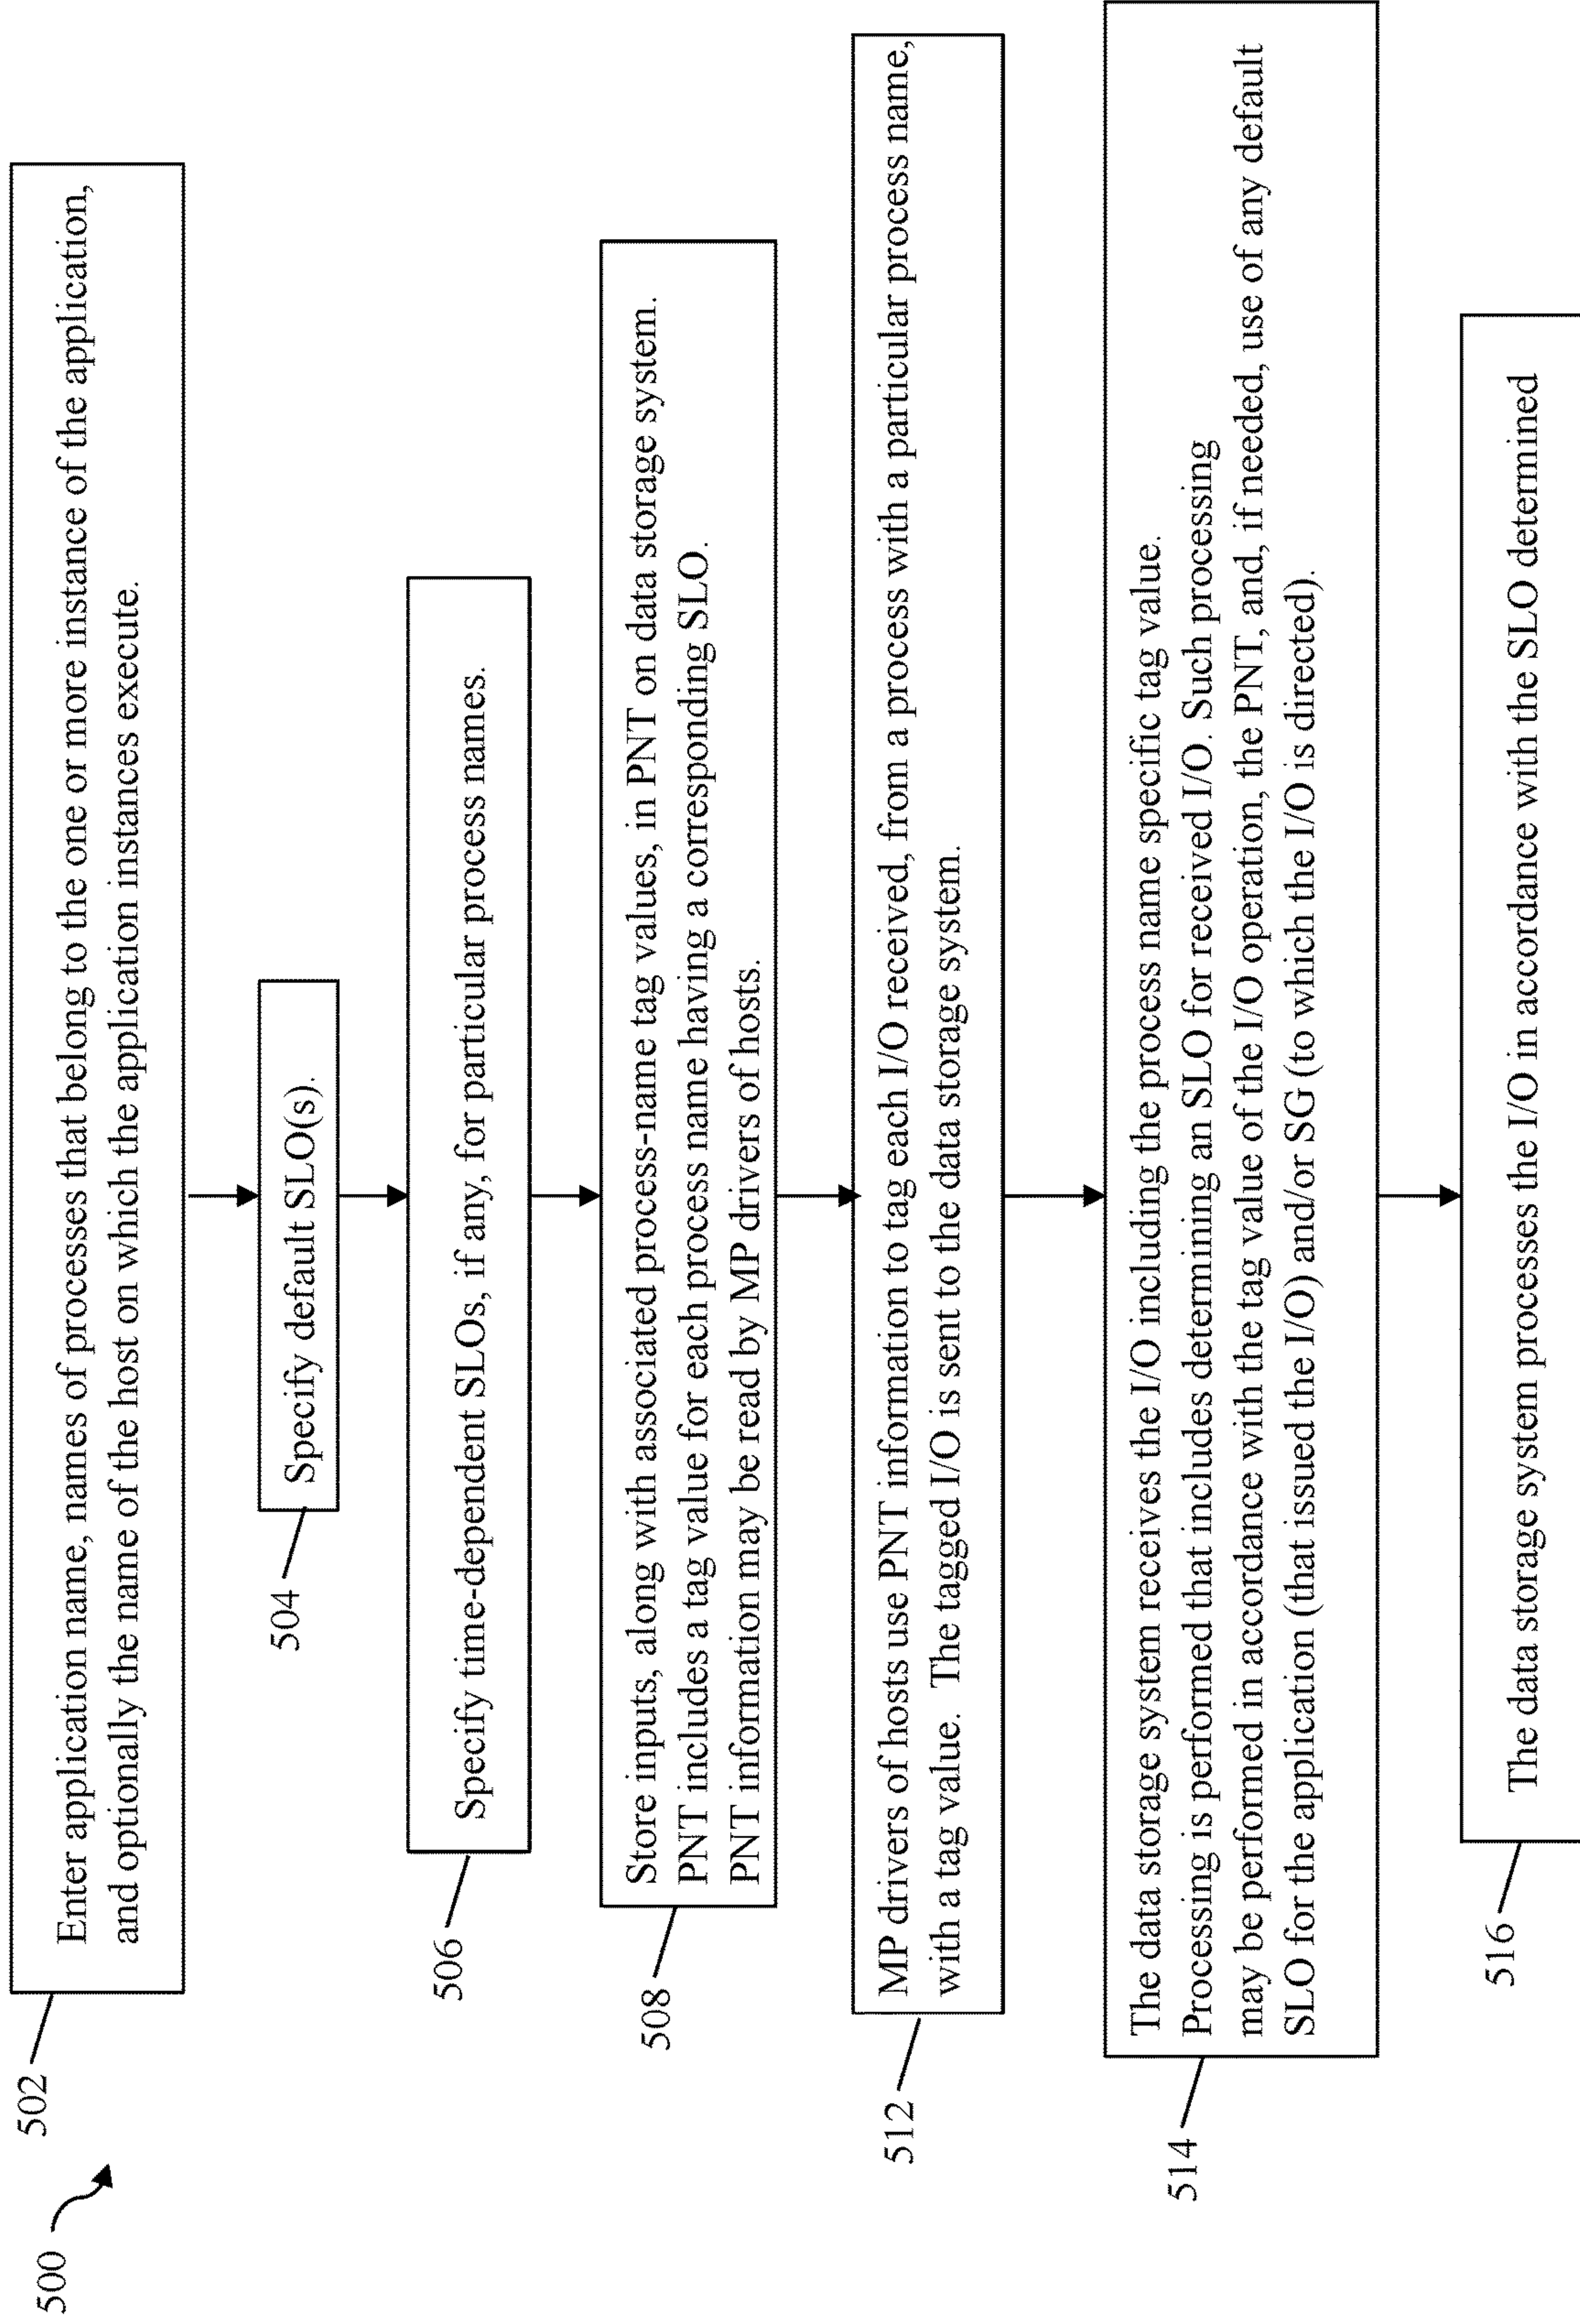 500
502
Enter application name, names of processes that belong to the one or more instance of the application,
and optionally the name of the host on which the application instances execute.
504
Specify default SLO(s).
506
Specify time-dependent SLOs, if any, for particular process names.
508
Store inputs, along with associated process-name tag values, in PNT on data storage system.
PNT includes a tag value for each process name having a corresponding SLO.
PNT information may be read by MP drivers of hosts.
512
MP drivers of hosts use PNT information to tag each I/O received, from a process with a particular process name,
with a tag value. The tagged I/O is sent to the data storage system.
514
The data storage system receives the I/O including the process name specific tag value.
Processing is performed that includes determining an SLO for received I/O. Such processing
may be performed in accordance with the tag value of the I/O operation, the PNT, and, if needed, use of any default
SLO for the application (that issued the I/O) and/or SG (to which the I/O is directed).
516
The data storage system processes the I/O in accordance with the SLO determined